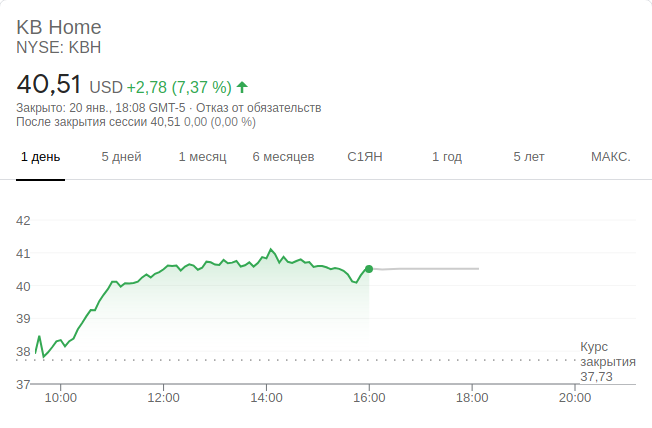 KB Home
NYSE: KBH
40,51 USD +2,78 (7,37 %)
Закрыто: 20 янв., 18:08 GMT-5 · Отказ от обязательств
После закрытия сессии 40,51 0,00 (0,00 %)
1 день 5 дней 1 месяц 6 месяцев С1ЯН 1 год 5 лет МАКС.
42
41
40
39
38
37
Курс
закрытия
37,73
10:00 12:00 14:00 16:00 18:00 20:00